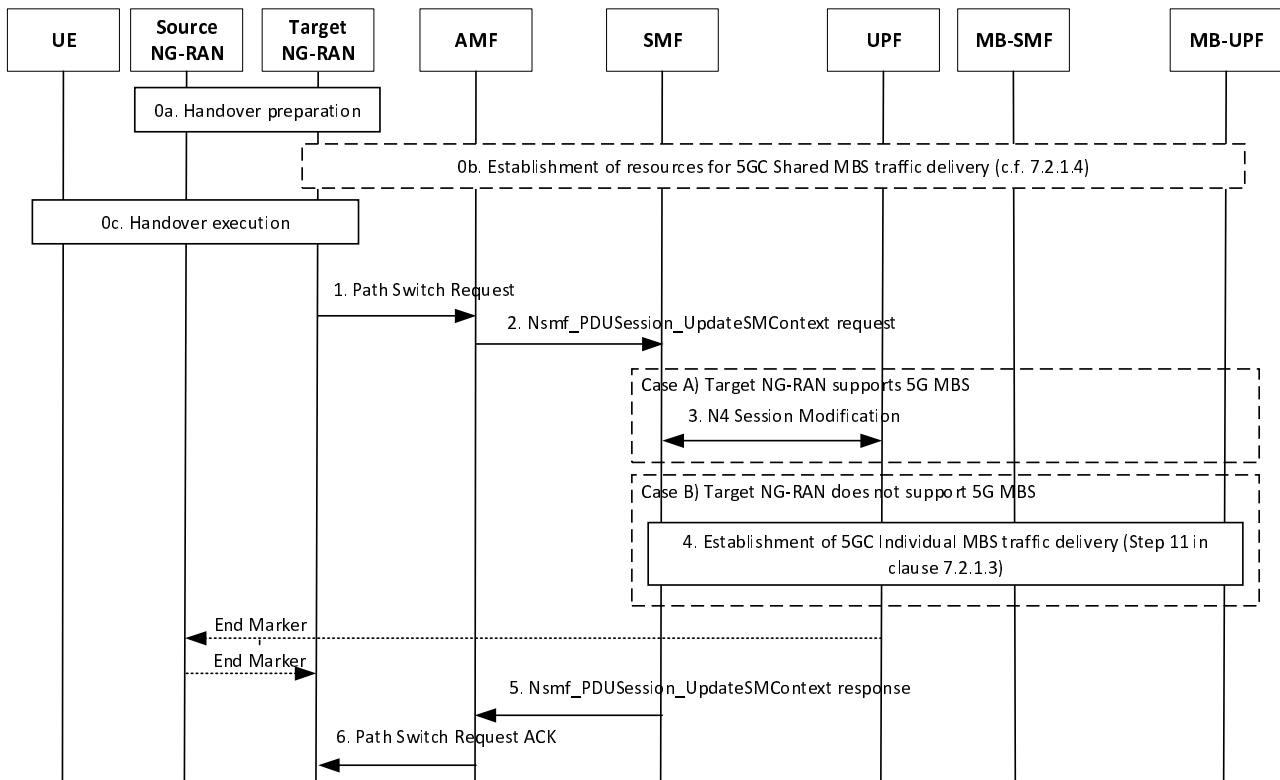 UE
Source
NG-RAN
Target
NG-RAN
AMF
SMF
UPF
MB-SMF
MB-UPF
0a. Handover preparation
0b. Establishment of resources for 5GC Shared MBS traffic delivery (c.f. 7.2.1.4)
0c. Handover execution
1. Path Switch Request
2. Nsmf_PDUSession_UpdateSMContext request
Case A) Target NG-RAN supports 5G MBS
3. N4 Session Modification
Case B) Target NG-RAN does not support 5G MBS
4. Establishment of 5GC Individual MBS traffic delivery (Step 11 in
clause 7.2.1.3)
End Marker
End Marker
5. Nsmf_PDUSession_UpdateSMContext response
6. Path Switch Request ACK